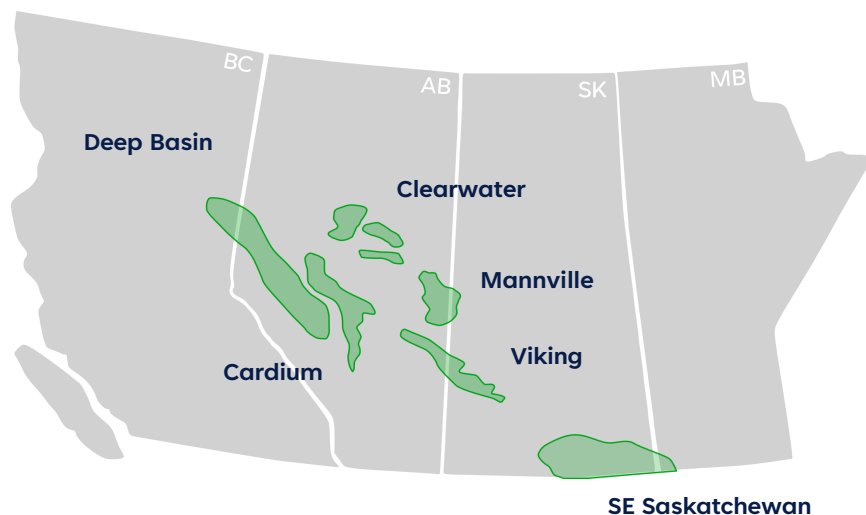 BC
AB
SK
MB
Deep Basin
Clearwater
Mannville
Viking
Cardium
SE Saskatchewan